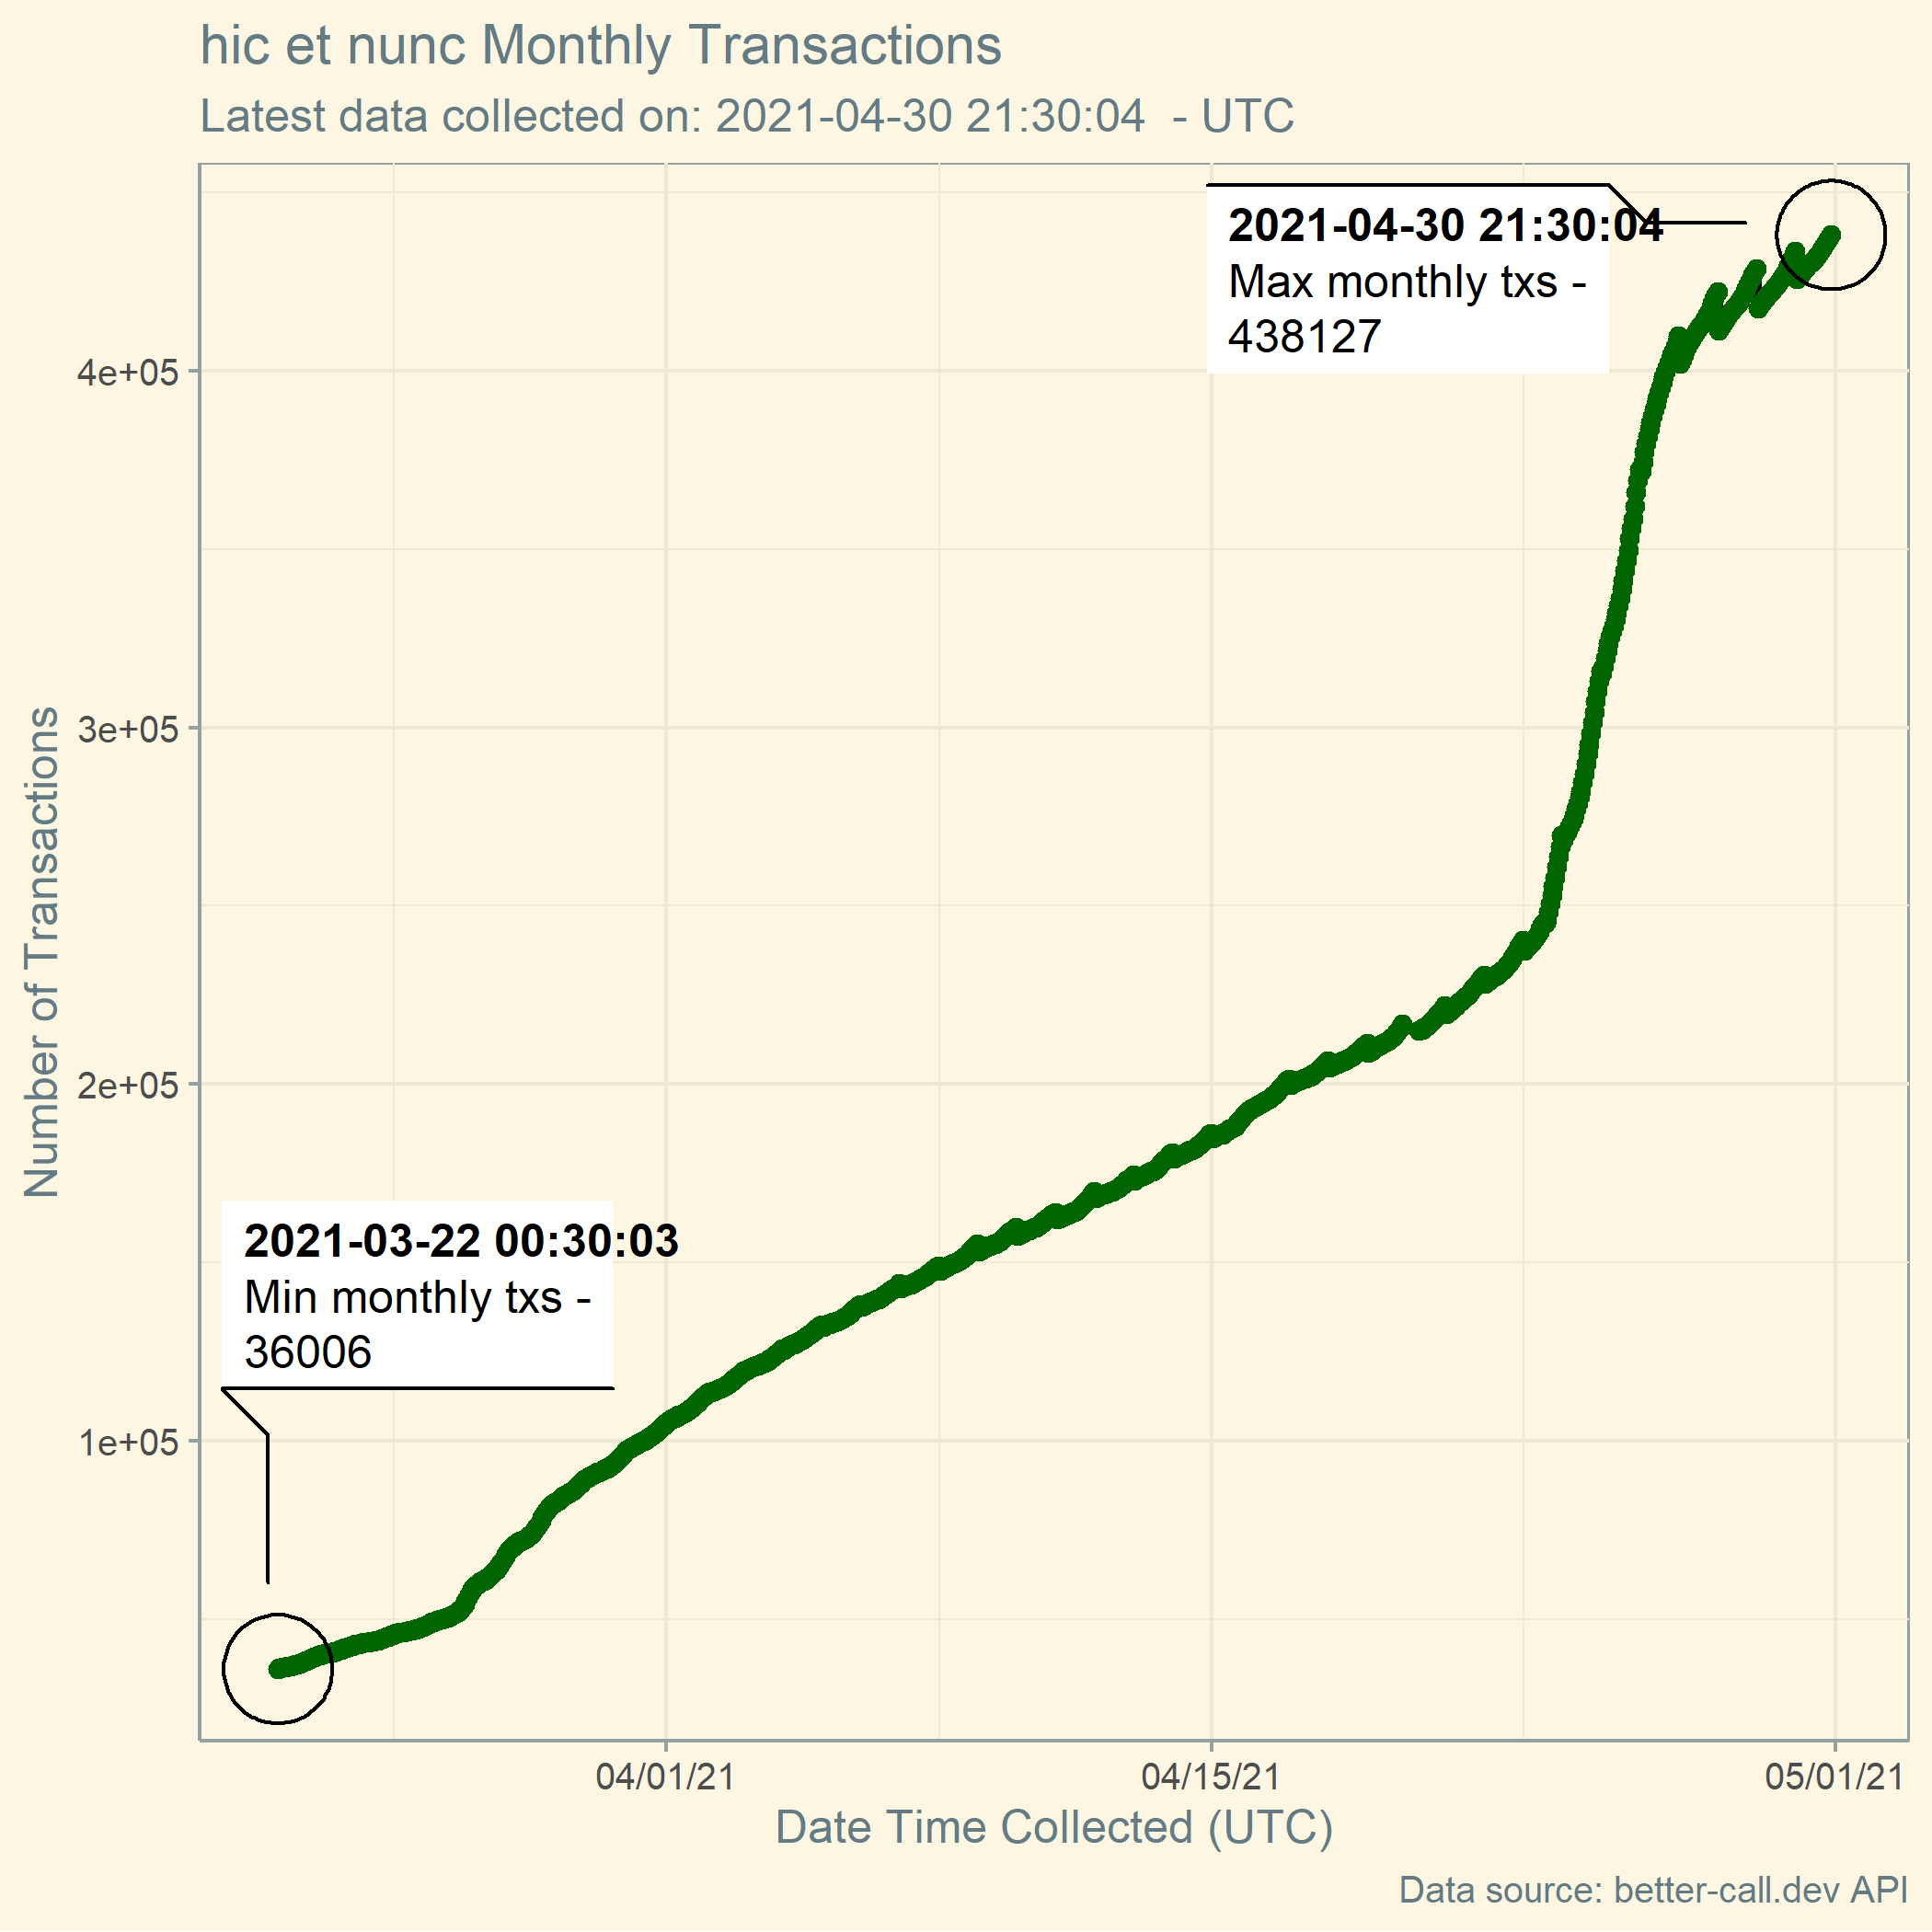 hic et nunc Monthly Transactions
Latest data collected on: 2021-04-30 21:30:04  - UTC
2021-04-30 21:30:04
Max monthly txs -
438127
4e+05
3e+05
2e+05
1e+05
Number of Transactions
2021-03-22 00:30:03
Min monthly txs -
36006
04/01/21
04/15/21
05/01/21
Date Time Collected (UTC)
Data source: better-call.dev API